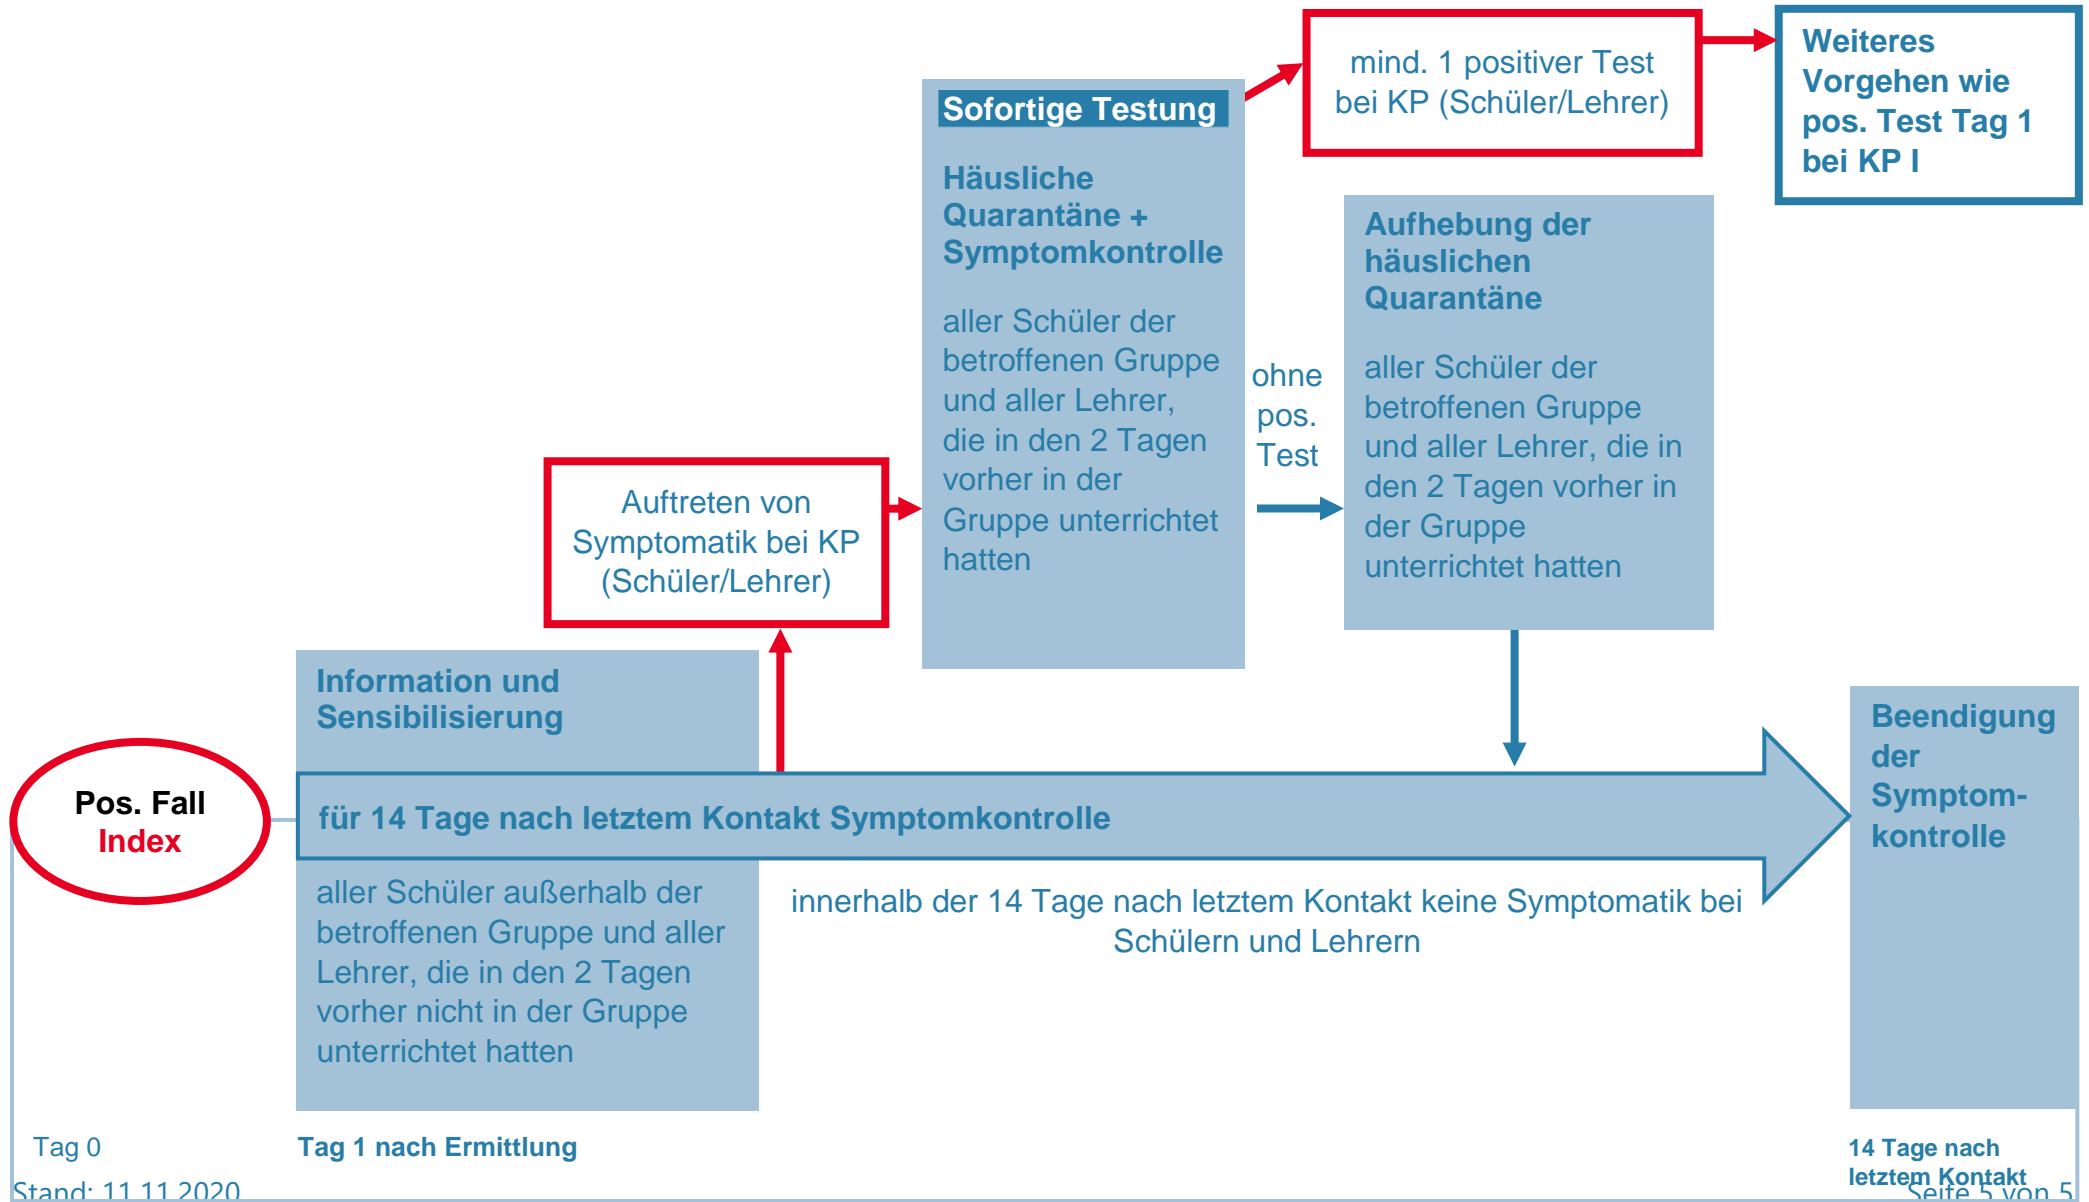 mind. 1 positiver Test
bei KP (Schüler/Lehrer)
Weiteres
Vorgehen wie
pos. Test Tag 1
bei KP I
Sofortige Testung
Häusliche
Quarantäne +
Symptomkontrolle
aller Schüler der
betroffenen Gruppe
und aller Lehrer,
die in den 2 Tagen
vorher in der
Gruppe unterrichtet
hatten
ohne
pos.
Test
Aufhebung der
häuslichen
Quarantäne
aller Schüler der
betroffenen Gruppe
und aller Lehrer, die in
den 2 Tagen vorher in
der Gruppe
unterrichtet hatten
Auftreten von
Symptomatik bei KP
(Schüler/Lehrer)
Information und
Sensibilisierung
Pos. Fall
Index
für 14 Tage nach letztem Kontakt Symptomkontrolle
aller Schüler außerhalb der
betroffenen Gruppe und aller
Lehrer, die in den 2 Tagen
vorher nicht in der Gruppe
unterrichtet hatten
innerhalb der 14 Tage nach letztem Kontakt keine Symptomatik bei
Schülern und Lehrern
Beendigung
der
Symptom-
kontrolle
Tag 0
Tag 1 nach Ermittlung
14 Tage nach
letztem Kontakt
Stand: 11.11.2020
Seite 5 von 5